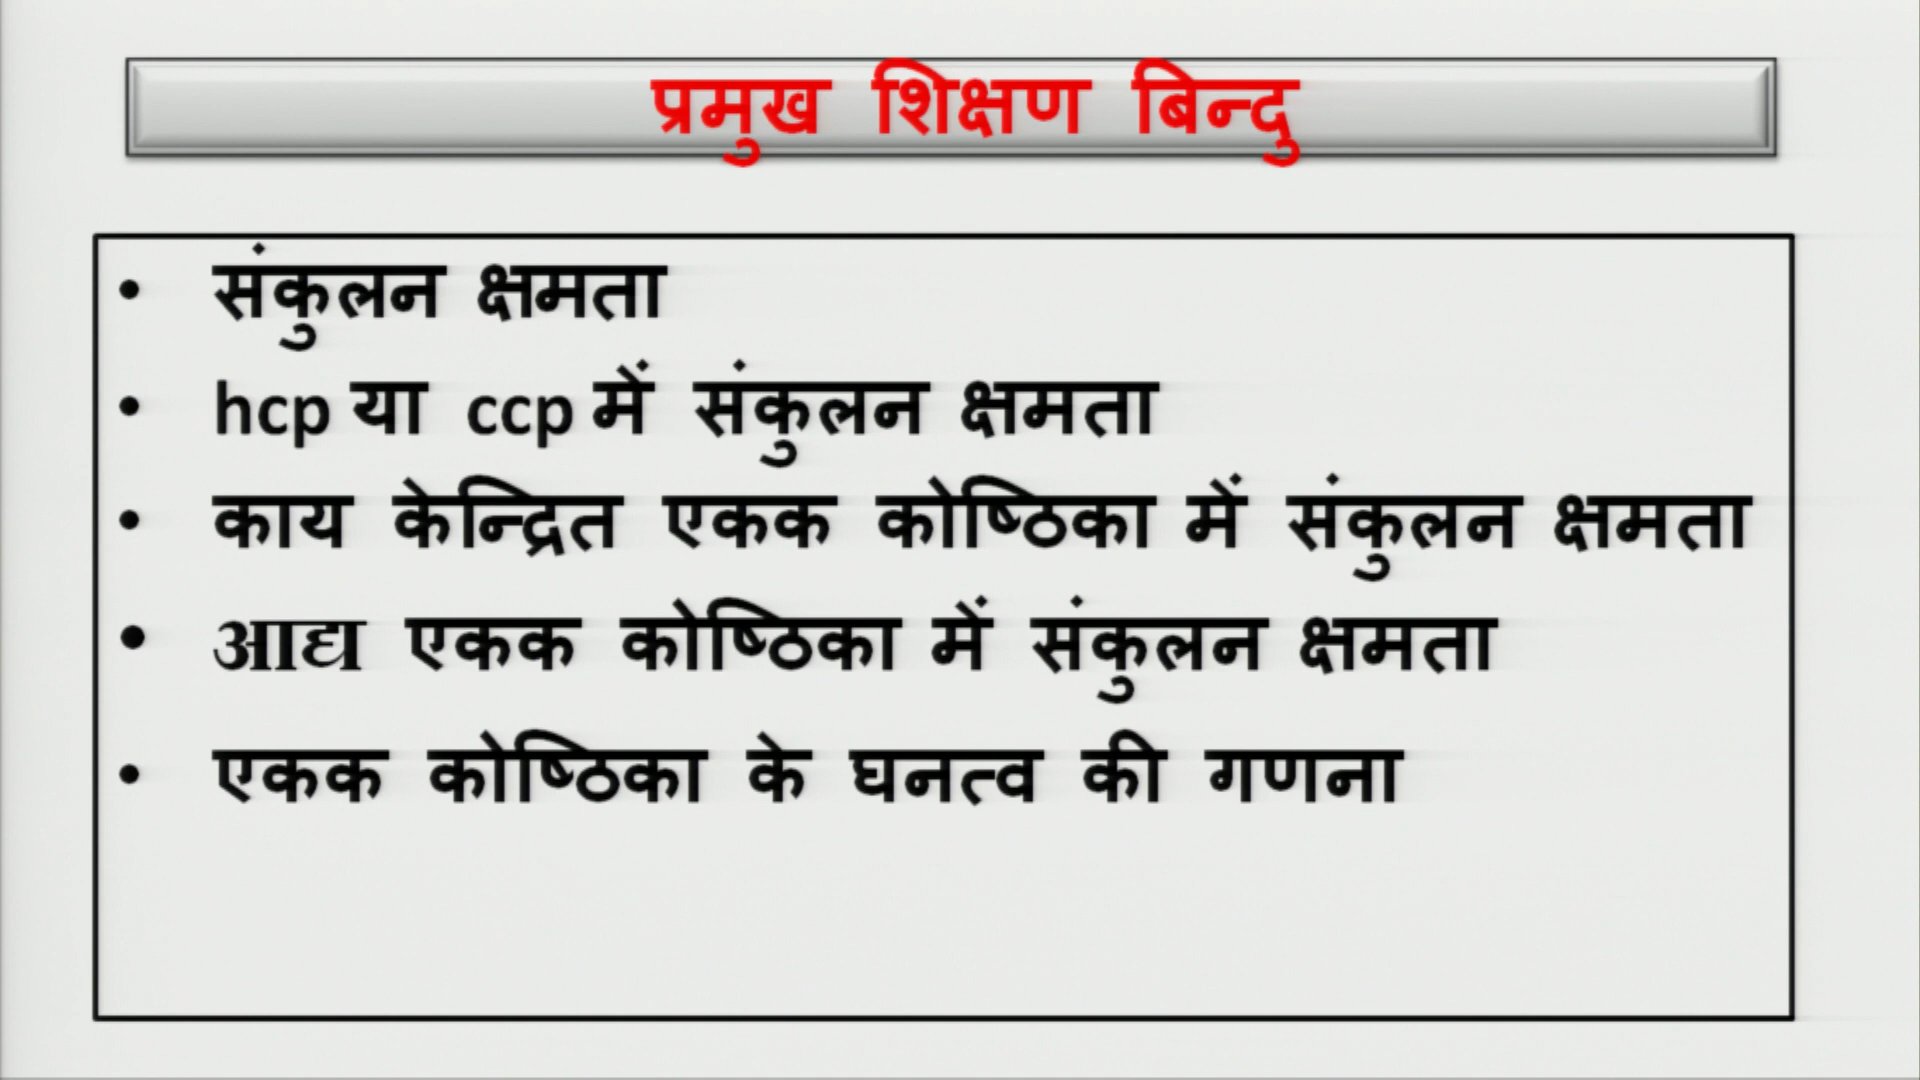 प्रमुख शिक्षण बिन्दु
• संकुलन क्षमता
• hcp या ccp में संकुलन क्षमता
• काय केन्द्रित एकक कोष्ठिका में संकुलन क्षमता
• आद्य एकक कोष्ठिका में संकुलन क्षमता
• एकक कोष्ठिका के घनत्व की गणना